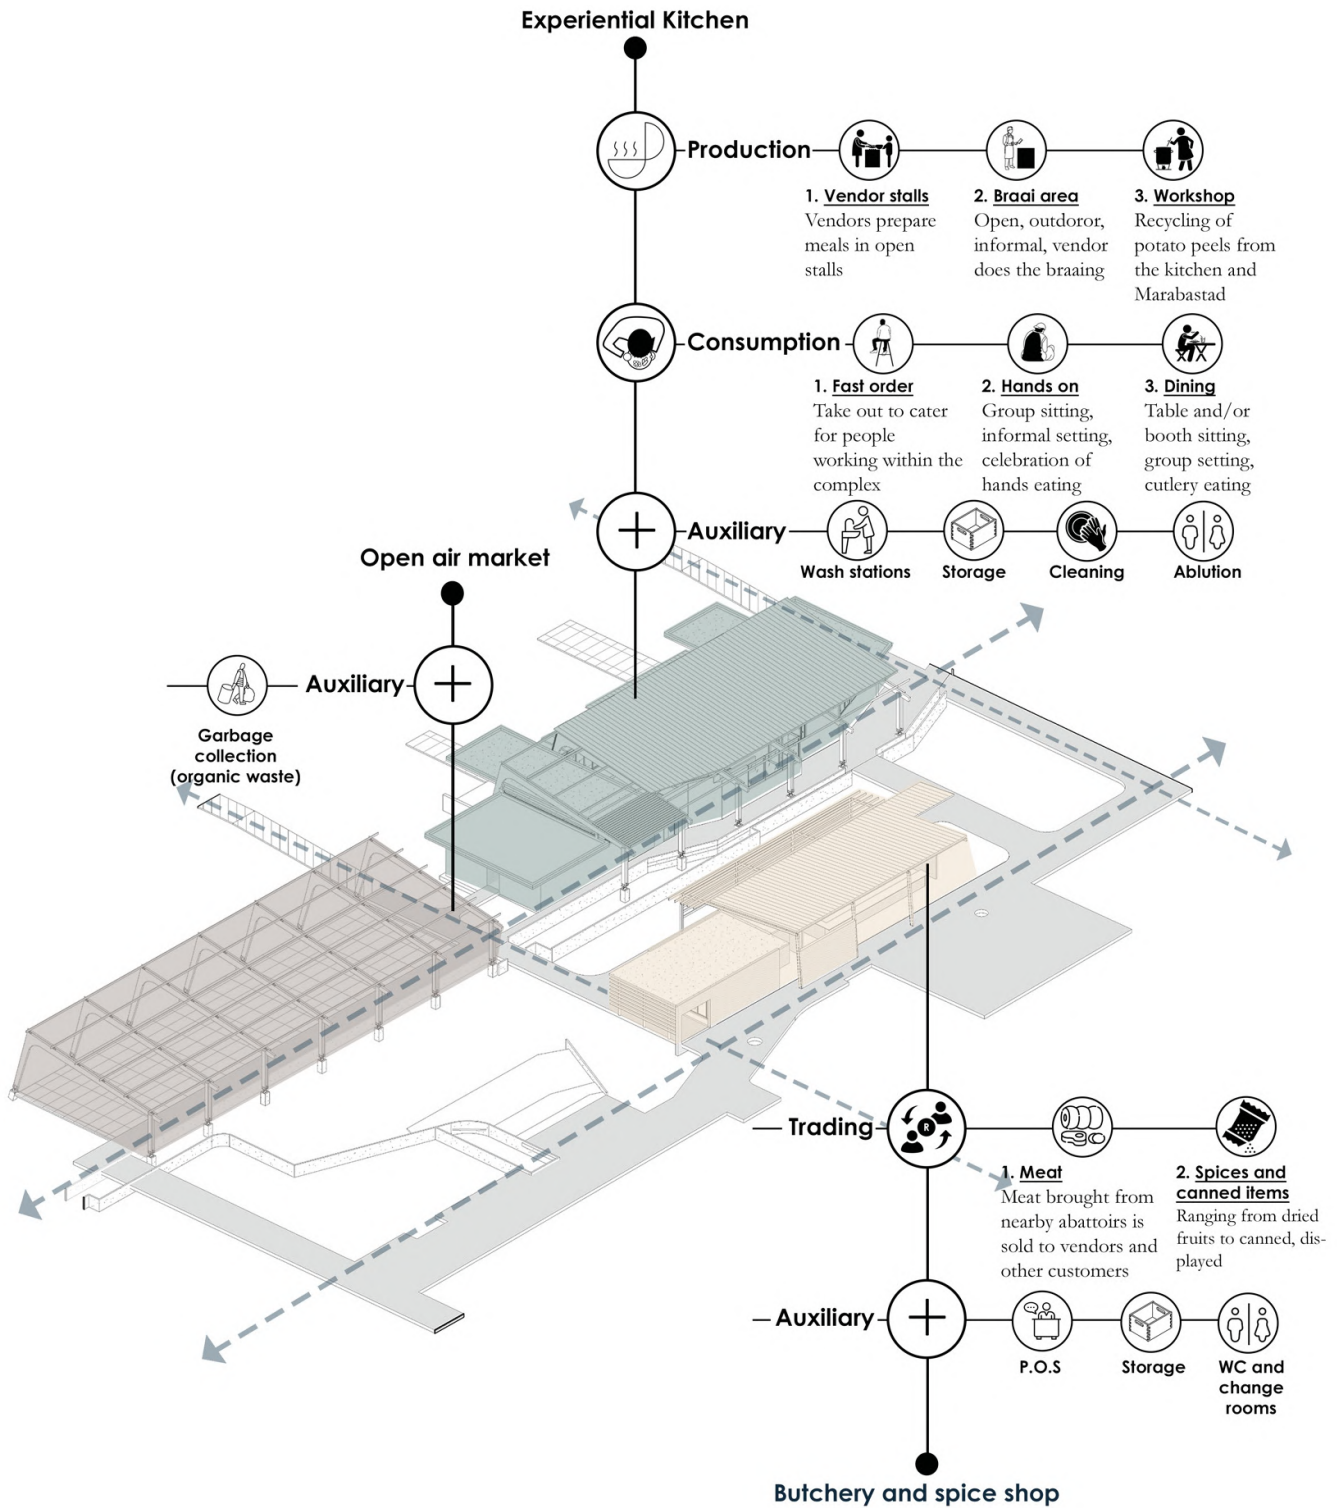 Experiential Kitchen
Production
1. Vendor stalls
Vendors prepare
meals in open
stalls
2. Braai area
Open, outdoror,
informal, vendor
does the braaing
3. Workshop
Recycling of
potato peels from
the kitchen and
Marabastad
Consumption
1. Fast order
Take out to cater
for people
working within the
complex
2. Hands on
Group sitting,
informal setting,
celebration of
hands eating
3. Dining
Table and/or
booth sitting,
group setting,
cutlery eating
Auxiliary
Wash stations
Storage
Cleaning
Ablution
Open air market
Auxiliary
Garbage
collection
(organic waste)
Trading
R
1. Meat
Meat brought from
nearby abattoirs is
sold to vendors and
other customers
2. Spices and
canned items
Ranging from dried
fruits to canned, dis-
played
Auxiliary
P.O.S
Storage
WC and
change
rooms
Butchery and spice shop